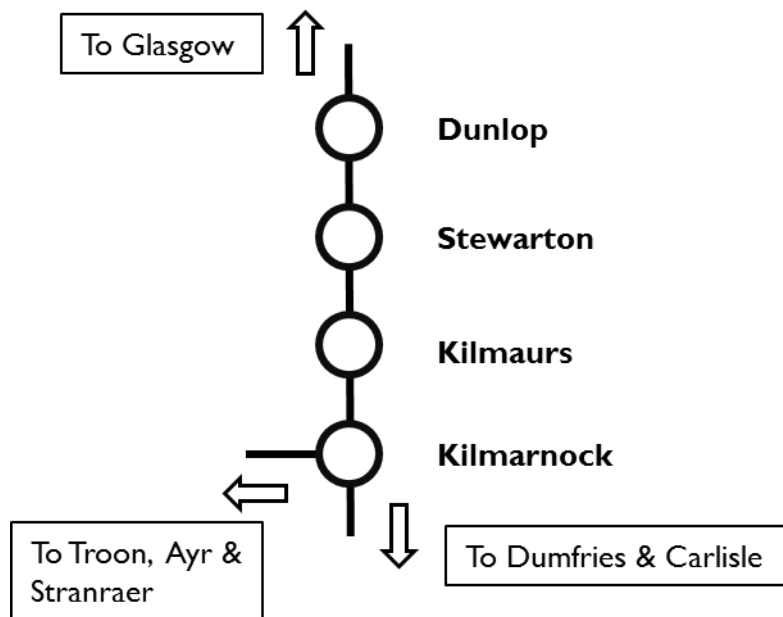 To Glasgow
Dunlop
Stewarton
Kilmaurs
Kilmarnock
To Troon, Ayr &
Stranraer
To Dumfries & Carlisle